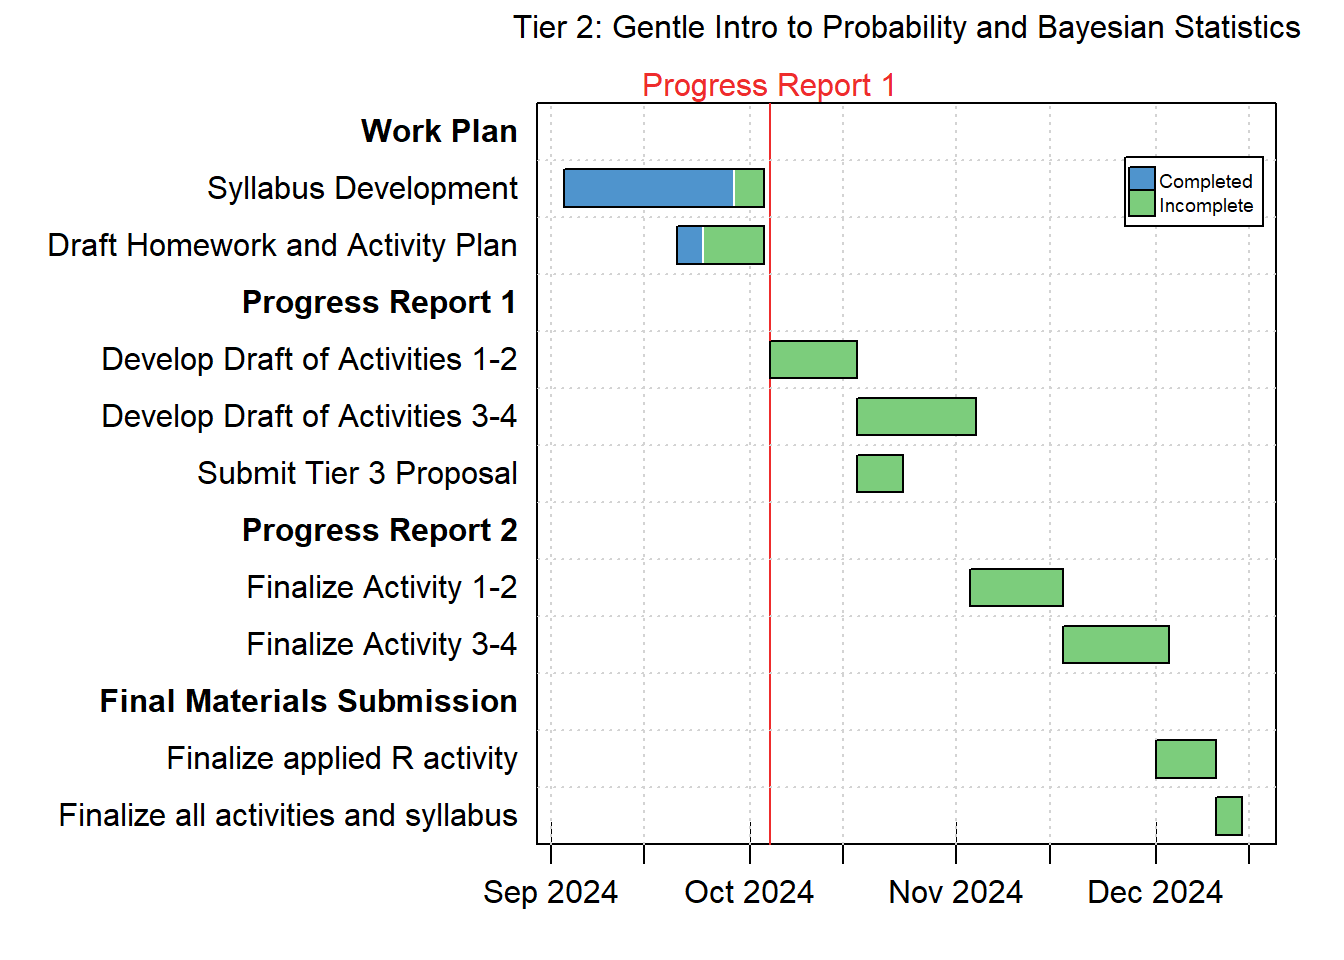 Tier 2: Gentle Intro to Probability and Bayesian Statistics
Progress Report 1
Work Plan
Syllabus Development
Completed
Incomplete
Draft Homework and Activity Plan
Progress Report 1
Develop Draft of Activities 1-2
Develop Draft of Activities 3-4
Submit Tier 3 Proposal
Progress Report 2
Finalize Activity 1-2
Finalize Activity 3-4
Final Materials Submission
Finalize applied R activity
Finalize all activities and syllabus
Sep 2024 Oct 2024 Nov 2024 Dec 2024